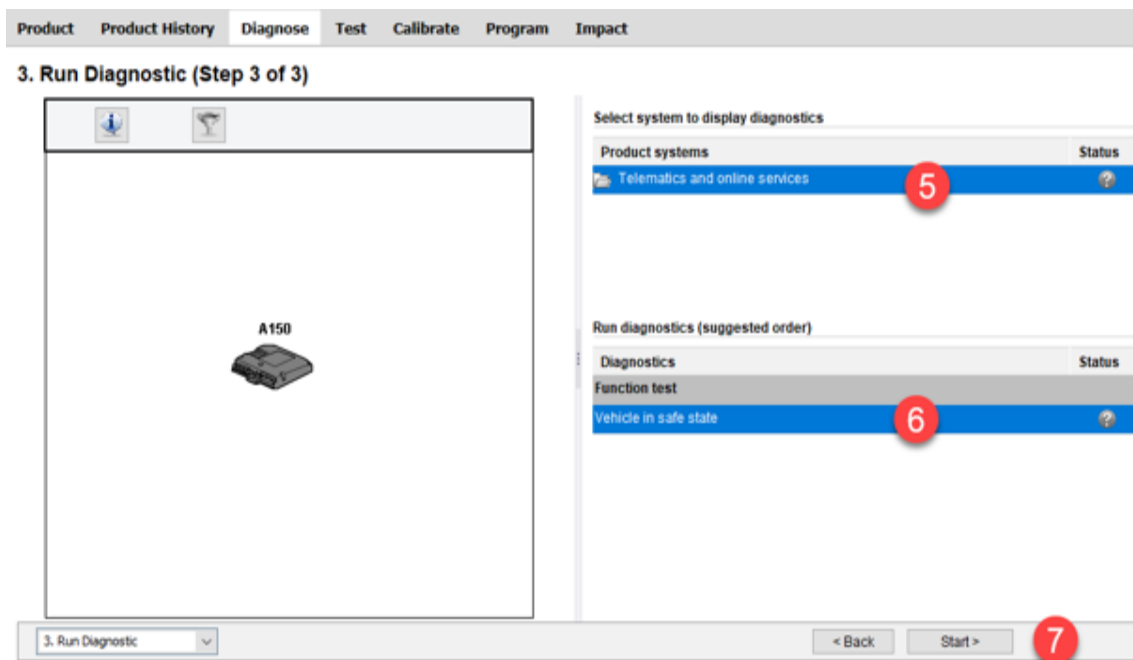 Product Product History Diagnose Test Calibrate Program Impact
3. Run Diagnostic (Step 3 of 3)
Select system to display diagnostics
Product systems Status
Telematics and online services 5 ?
A150
Run diagnostics (suggested order)
Diagnostics Status
Function test
Vehicle in safe state 6 ?
3. Run Diagnostic < Back Start > 7